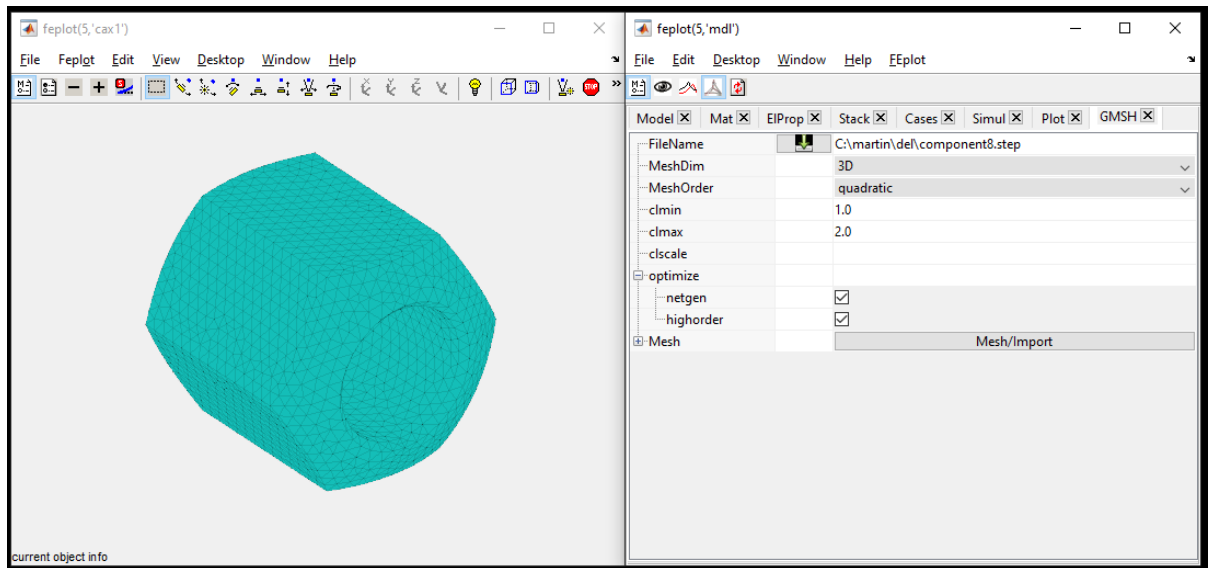 feplot(5,'cax1')
File Feplot Edit View Desktop Window Help
STOP
current object info
feplot(5,'mdl')
File Edit Desktop Window Help FEplot
Model Mat ElProp Stack Cases Simul Plot GMSH
FileName C:\martin\del\component8.step
MeshDim 3D
MeshOrder quadratic
clmin 1.0
clmax 2.0
clscale
optimize
netgen
highorder
Mesh Mesh/Import